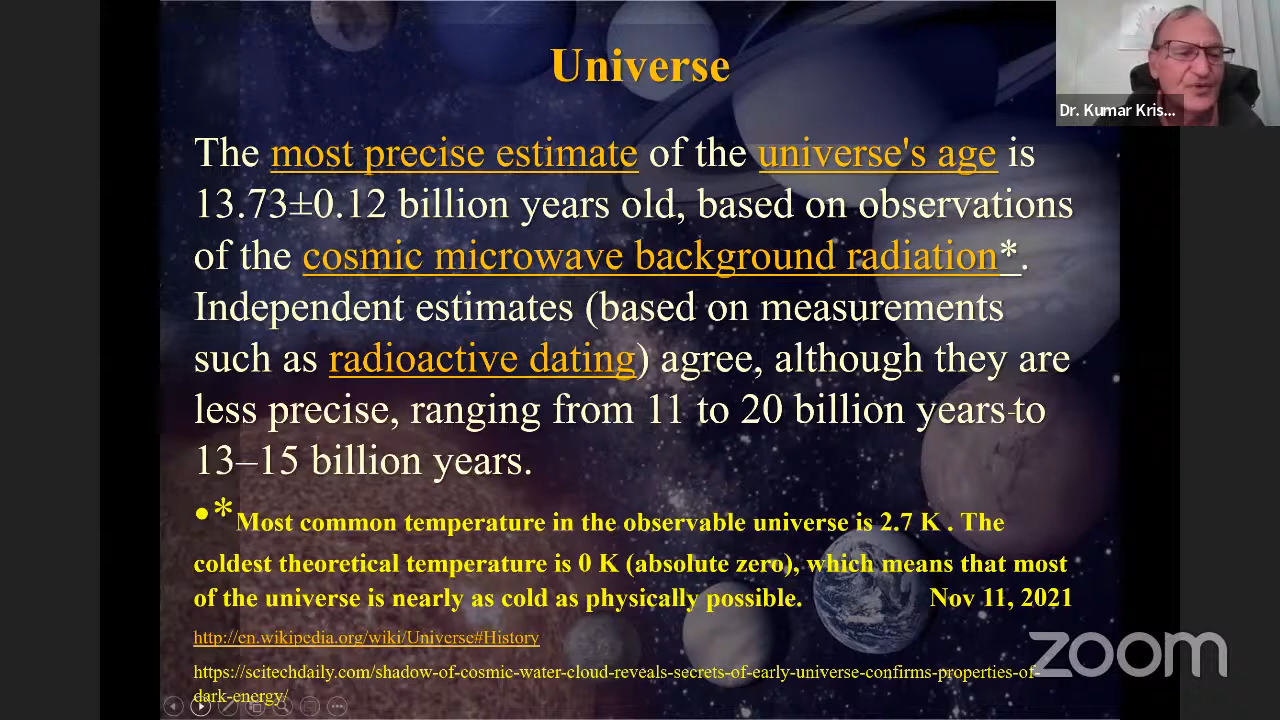 Universe
Dr. Kumar Kris...
The most precise estimate of the universe's age is
13.73±0.12 billion years old, based on observations
of the cosmic microwave background radiation*.
Independent estimates (based on measurements
such as radioactive dating) agree, although they are
less precise, ranging from 11 to 20 billion years to
13–15 billion years.
•*Most common temperature in the observable universe is 2.7 K . The
coldest theoretical temperature is 0 K (absolute zero), which means that most
of the universe is nearly as cold as physically possible. Nov 11, 2021
http://en.wikipedia.org/wiki/Universe#History
https://scitechdaily.com/shadow-of-cosmic-water-cloud-reveals-secrets-of-early-universe-confirms-properties-of-
dark-energy/
zoom